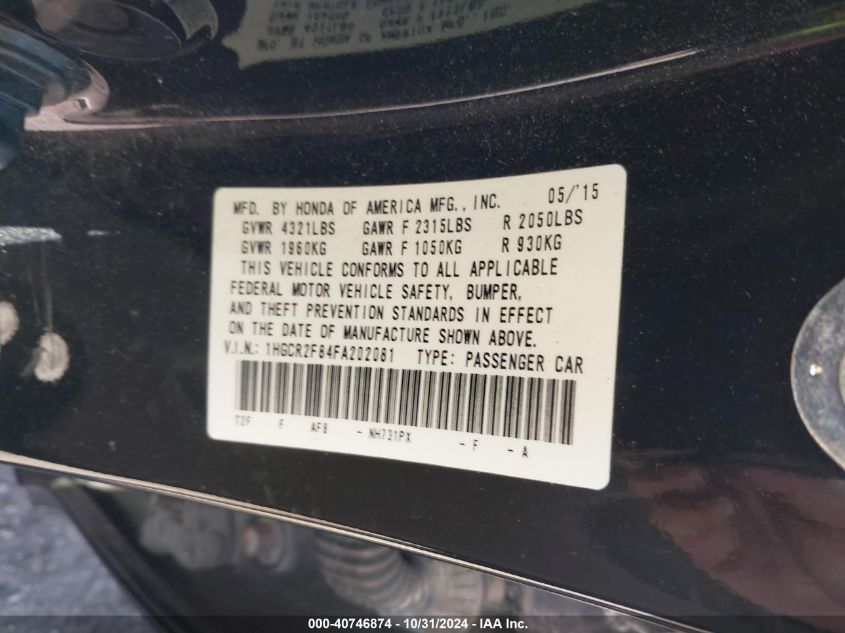 MFD. BY HONDA OF AMERICA MFG., INC. 05/'15
GVWR 4321LBS GAWR F 2315LBS R 2050LBS
GVWR 1960KG GAWR F 1050KG R 930KG
THIS VEHICLE CONFORMS TO ALL APPLICABLE
FEDERAL MOTOR VEHICLE SAFETY, BUMPER,
AND THEFT PREVENTION STANDARDS IN EFFECT
ON THE DATE OF MANUFACTURE SHOWN ABOVE.
V.I.N.: 1HGCR2F84FA202081 TYPE: PASSENGER CAR
T2F F AF8 - NH731PX - F - A
000-40746874 - 10/31/2024 - IAA Inc.